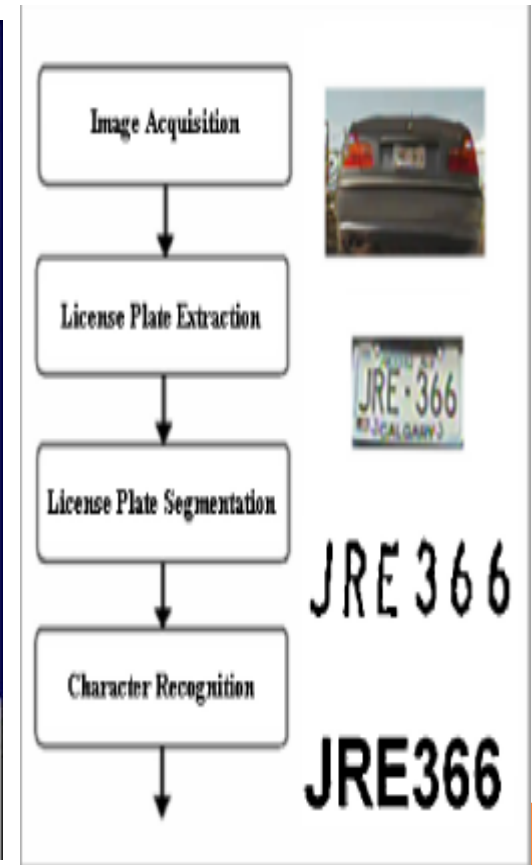 Image Acquisition
License Plate Extraction
JRE·366
CALGARY
License Plate Segmentation
JRE366
Character Recognition
JRE366